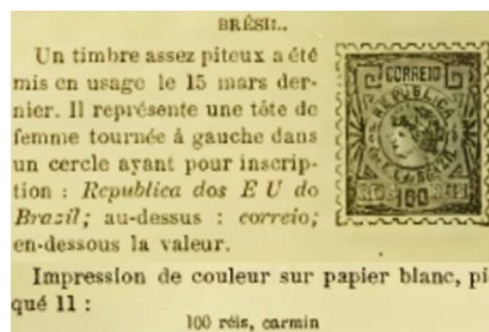 BRÉSIL.
Un timbre assez piteux a été
mis en usage le 15 mars der-
nier. Il représente une tête de
femme tournée à gauche dans
un cercle ayant pour inscrip-
tion : Republica dos E U do
Brazil; au-dessus : correio;
en-dessous la valeur.
CORREIO
REPUBLICA
100
Impression de couleur sur papier blanc, pi-
qué 11 :
100 réis, carmin